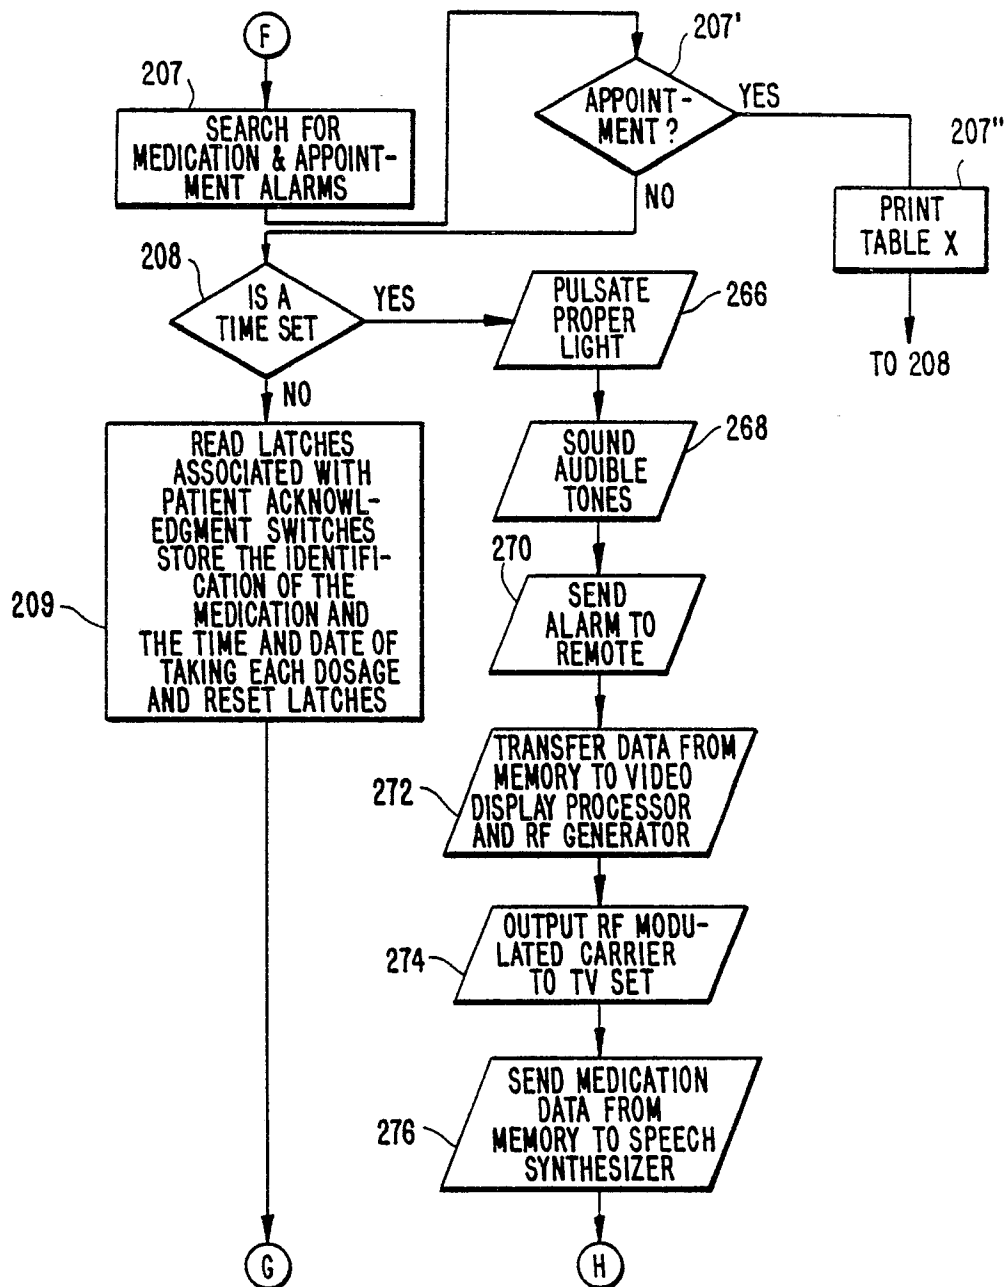 F
207
SEARCH FOR
MEDICATION & APPOINT-
MENT ALARMS
207'
APPOINT-
MENT ?
YES
NO
207"
PRINT
TABLE X
TO 208
208
IS A
TIME SET
YES
NO
266
PULSATE
PROPER
LIGHT
268
SOUND
AUDIBLE
TONES
270
SEND
ALARM TO
REMOTE
209
READ LATCHES
ASSOCIATED WITH
PATIENT ACKNOWL-
EDGMENT SWITCHES
STORE THE IDENTIFI-
CATION OF THE
MEDICATION AND
THE TIME AND DATE OF
TAKING EACH DOSAGE
AND RESET LATCHES
272
TRANSFER DATA FROM
MEMORY TO VIDEO
DISPLAY PROCESSOR
AND RF GENERATOR
274
OUTPUT RF MODU-
LATED CARRIER
TO TV SET
276
SEND MEDICATION
DATA FROM
MEMORY TO SPEECH
SYNTHESIZER
G
H